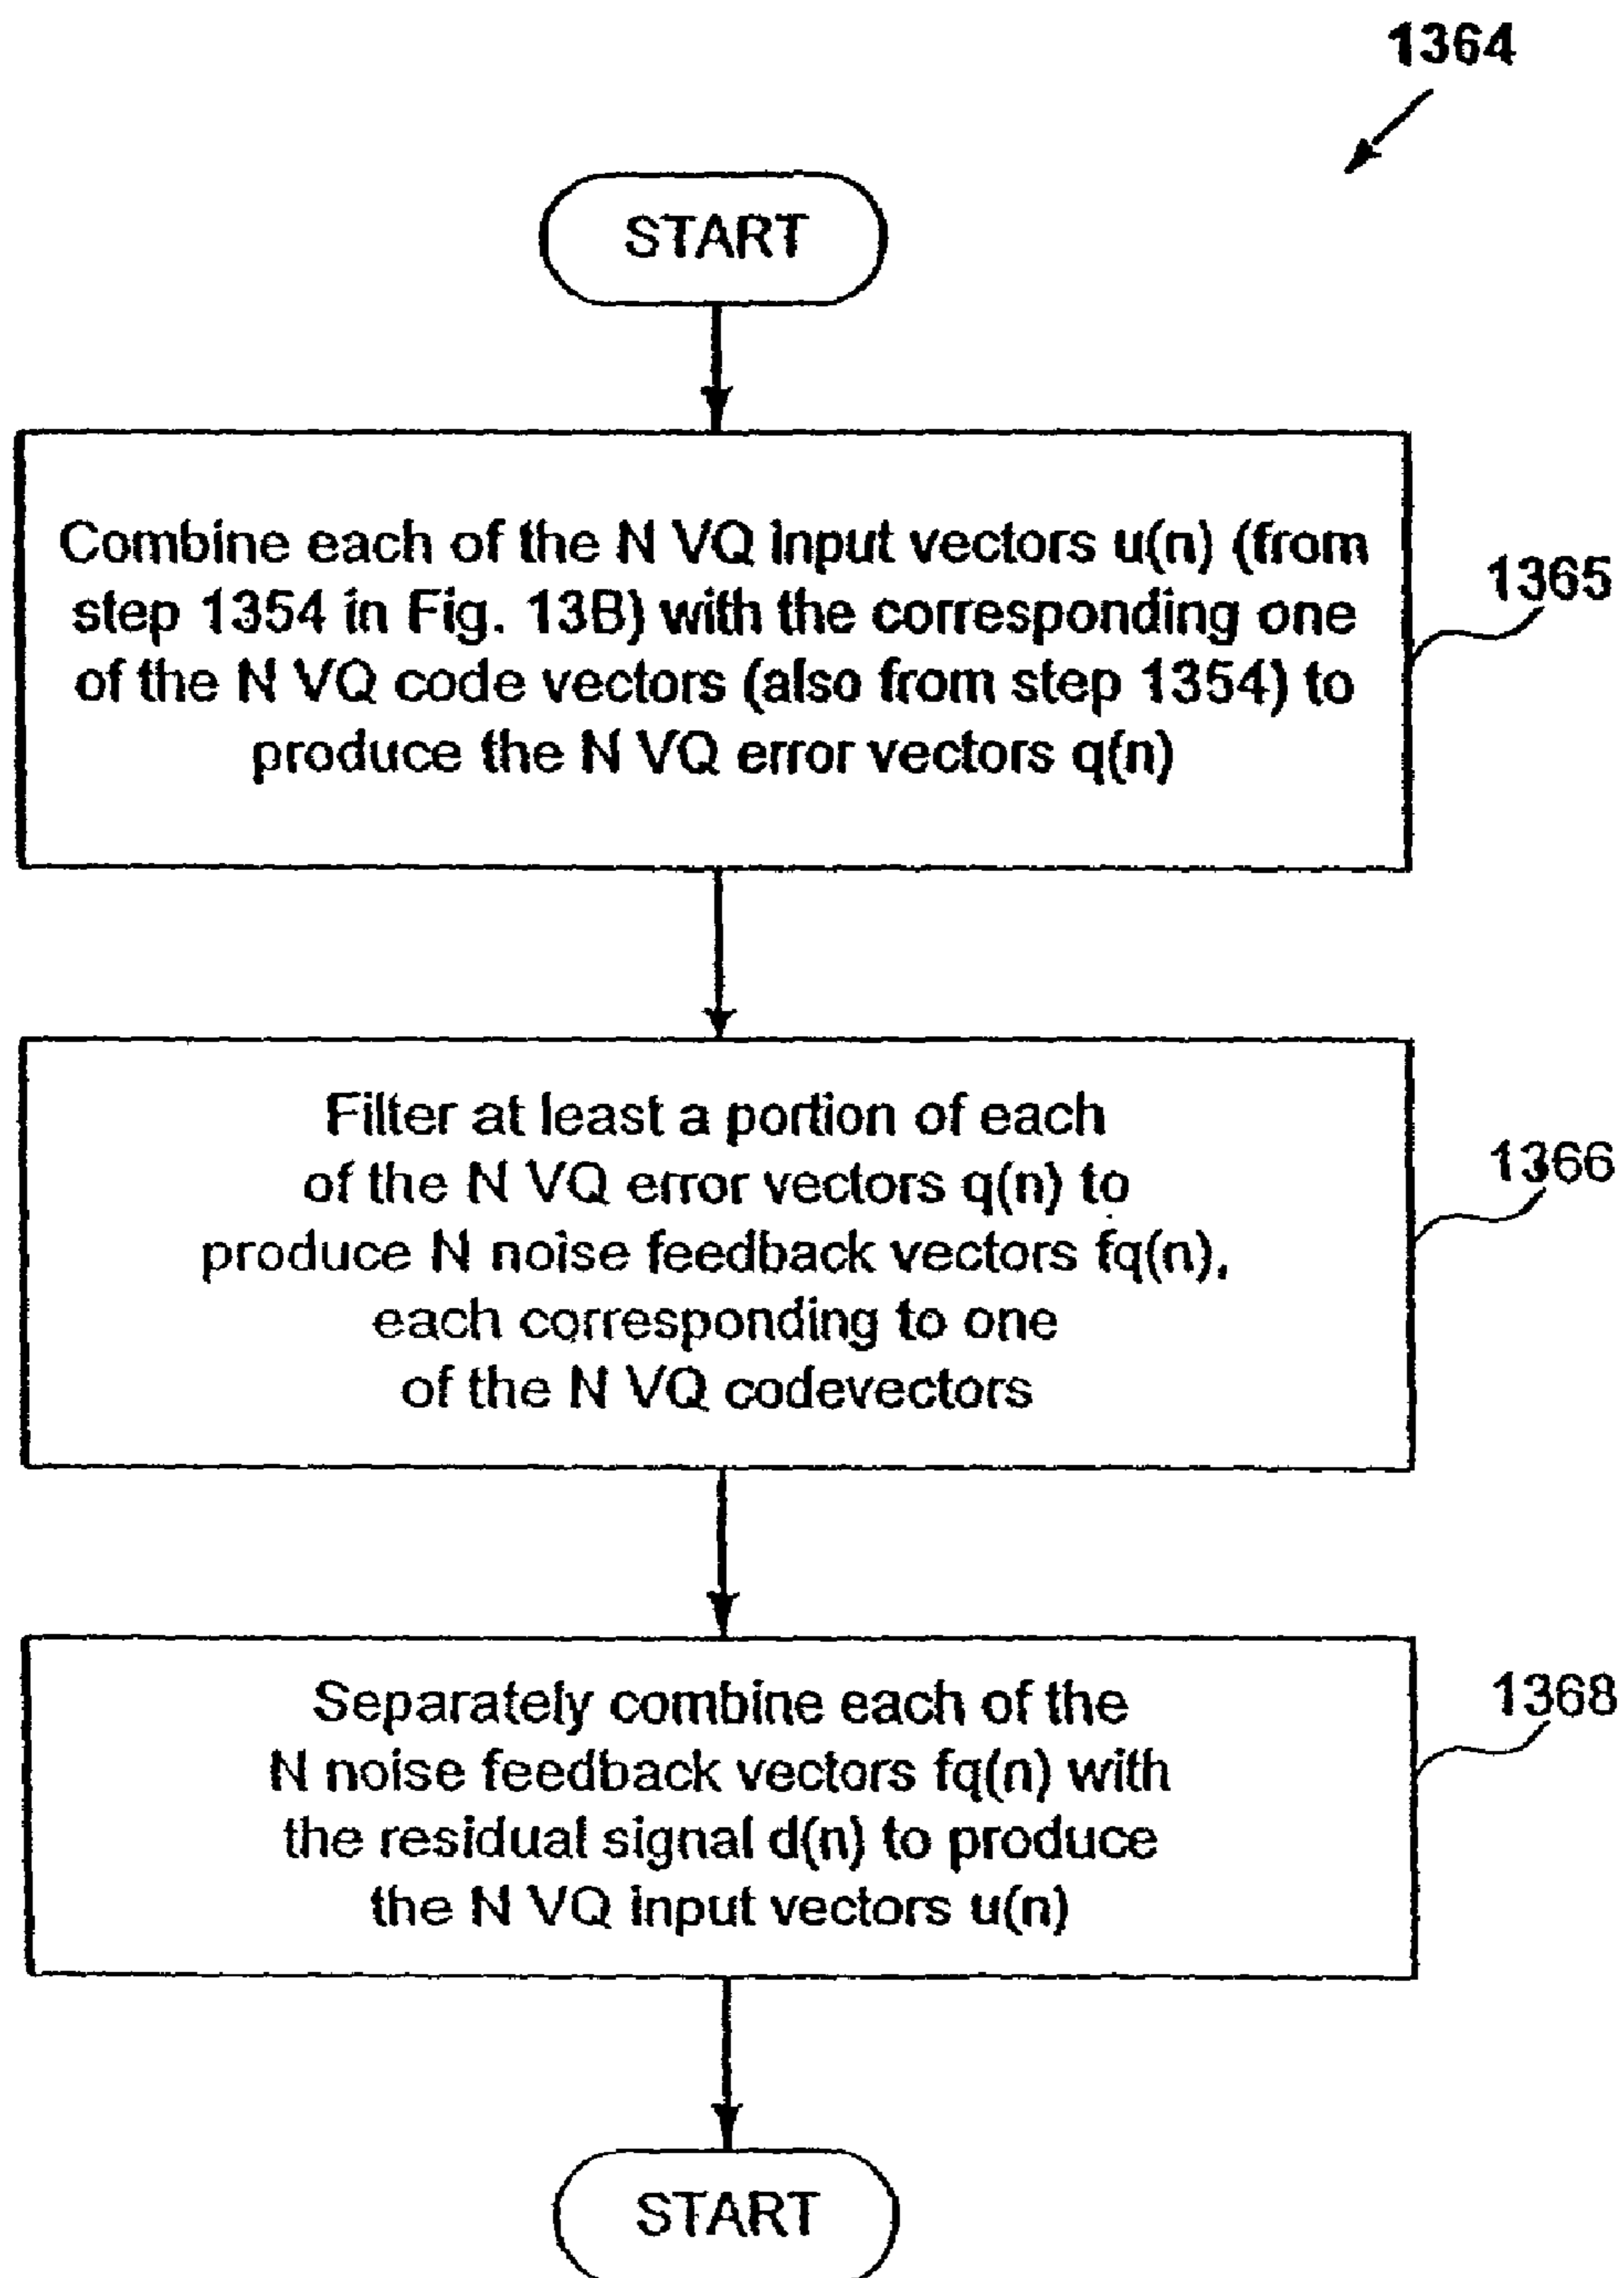 1364
START
Combine each of the N VQ input vectors u(n) (from
step 1354 in Fig. 13B) with the corresponding one
of the N VQ code vectors (also from step 1354) to
produce the N VQ error vectors q(n)
1365
Filter at least a portion of each
of the N VQ error vectors q(n) to
produce N noise feedback vectors fq(n),
each corresponding to one
of the N VQ codevectors
1366
Separately combine each of the
N noise feedback vectors fq(n) with
the residual signal d(n) to produce
the N VQ input vectors u(n)
1368
START